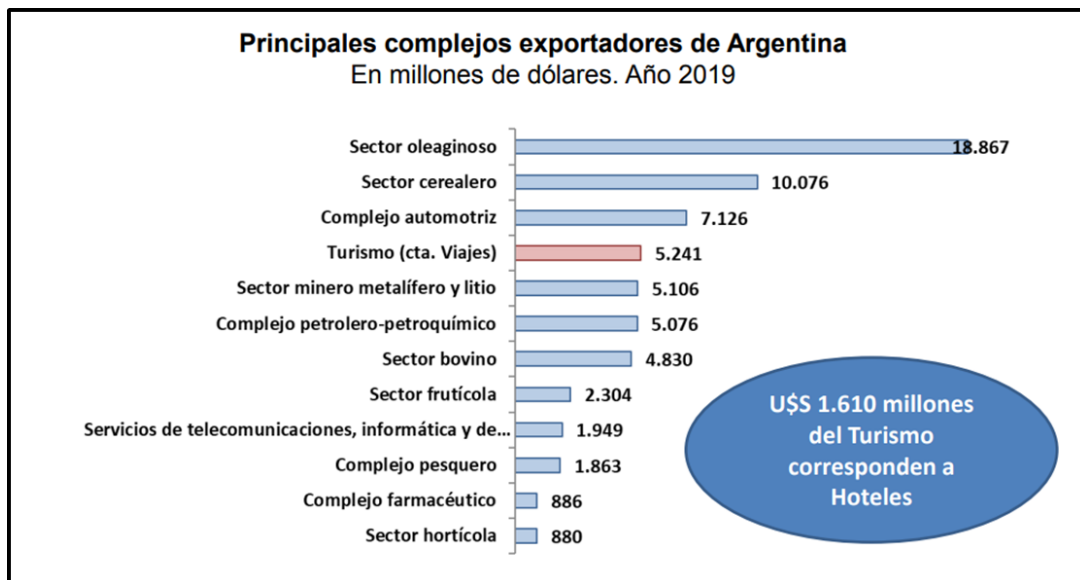 Principales complejos exportadores de Argentina
En millones de dólares. Año 2019
Sector oleaginoso 18.867
Sector cerealero 10.076
Complejo automotriz 7.126
Turismo (cta. Viajes) 5.241
Sector minero metalífero y litio 5.106
Complejo petrolero-petroquímico 5.076
Sector bovino 4.830
Sector frutícola 2.304
Servicios de telecomunicaciones, informática y de... 1.949
Complejo pesquero 1.863
Complejo farmacéutico 886
Sector hortícola 880
U$S 1.610 millones
del Turismo
corresponden a
Hoteles